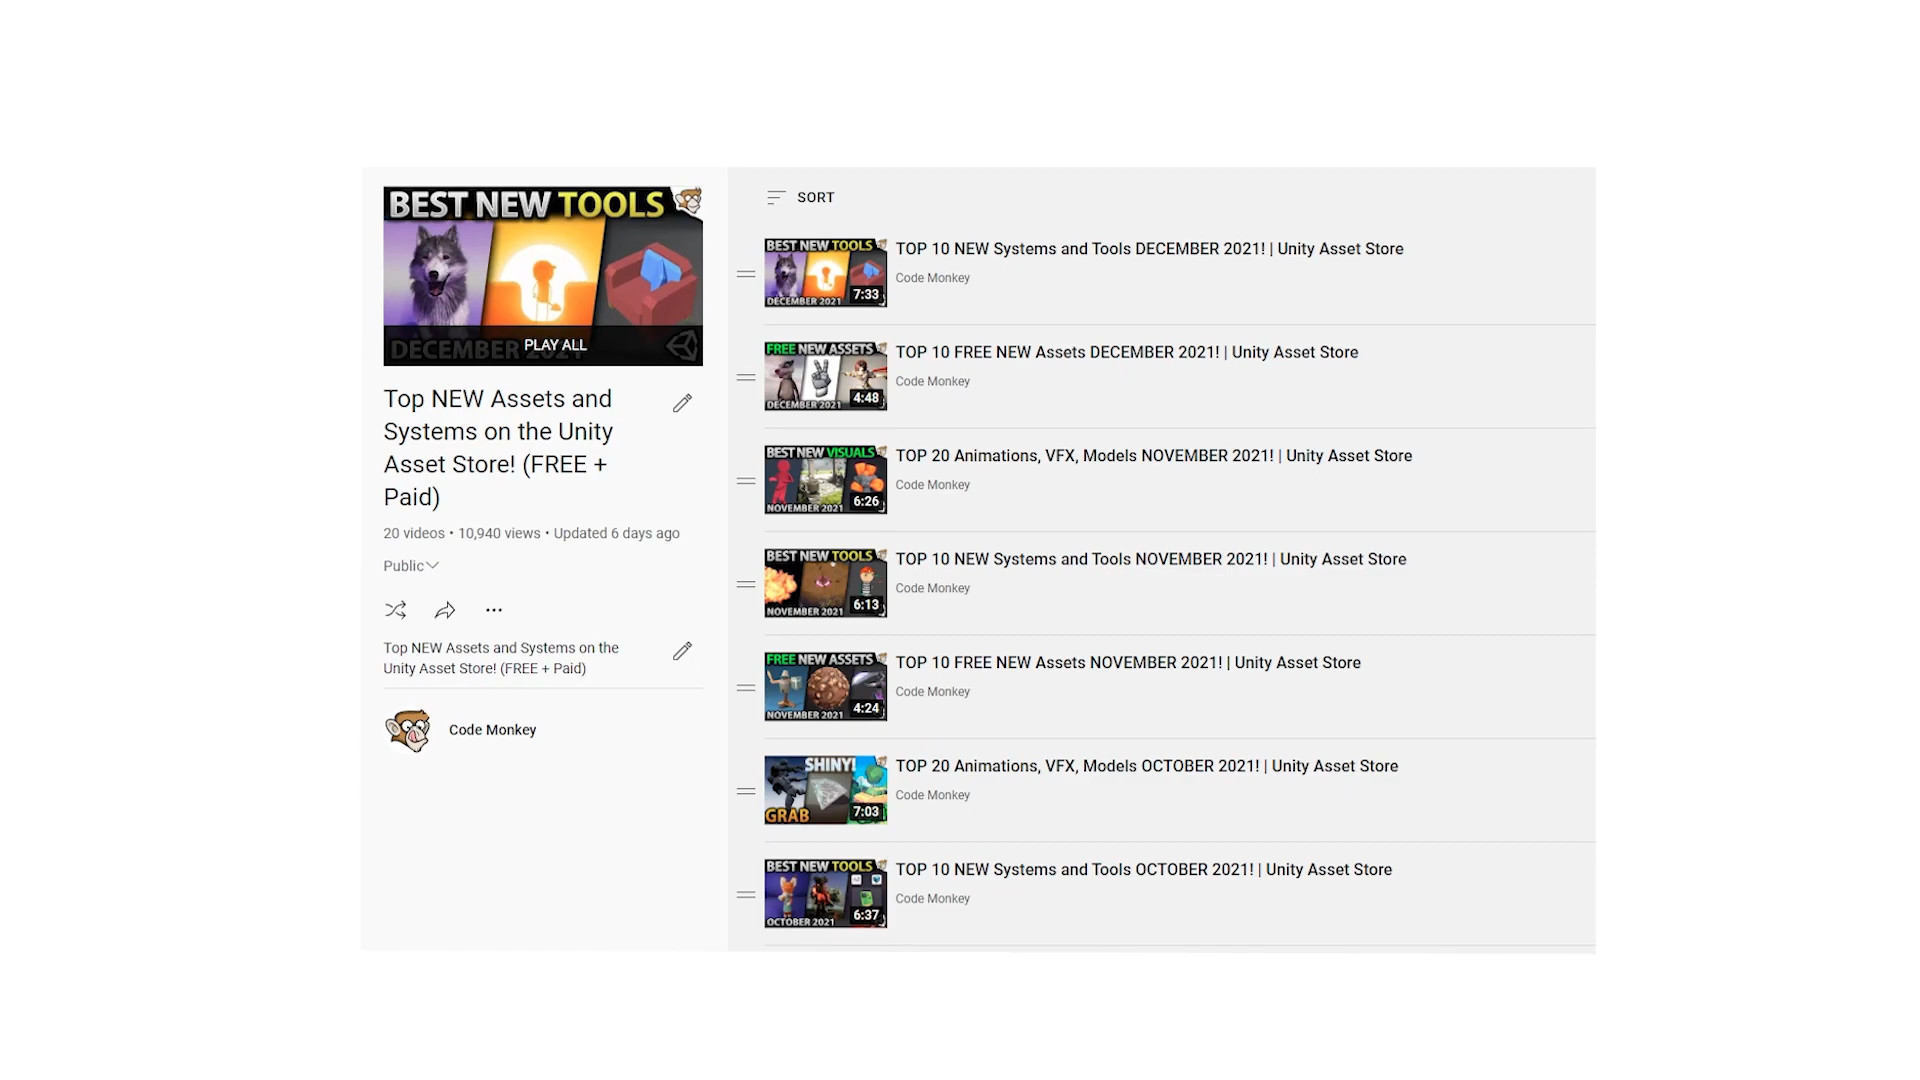 BEST NEW TOOLS
DECEMBER 2021
PLAY ALL
Top NEW Assets and
Systems on the Unity
Asset Store! (FREE +
Paid)
20 videos • 10,940 views • Updated 6 days ago
Public
Top NEW Assets and Systems on the
Unity Asset Store! (FREE + Paid)
Code Monkey
SORT
BEST NEW TOOLS
DECEMBER 2021
7:33
TOP 10 NEW Systems and Tools DECEMBER 2021! | Unity Asset Store
Code Monkey
FREE NEW ASSETS
DECEMBER 2021
4:48
TOP 10 FREE NEW Assets DECEMBER 2021! | Unity Asset Store
Code Monkey
BEST NEW VISUALS
NOVEMBER 2021
6:26
TOP 20 Animations, VFX, Models NOVEMBER 2021! | Unity Asset Store
Code Monkey
BEST NEW TOOLS
NOVEMBER 2021
6:13
TOP 10 NEW Systems and Tools NOVEMBER 2021! | Unity Asset Store
Code Monkey
FREE NEW ASSETS
NOVEMBER 2021
4:24
TOP 10 FREE NEW Assets NOVEMBER 2021! | Unity Asset Store
Code Monkey
SHINY!
GRAB
7:03
TOP 20 Animations, VFX, Models OCTOBER 2021! | Unity Asset Store
Code Monkey
BEST NEW TOOLS
OCTOBER 2021
6:37
TOP 10 NEW Systems and Tools OCTOBER 2021! | Unity Asset Store
Code Monkey